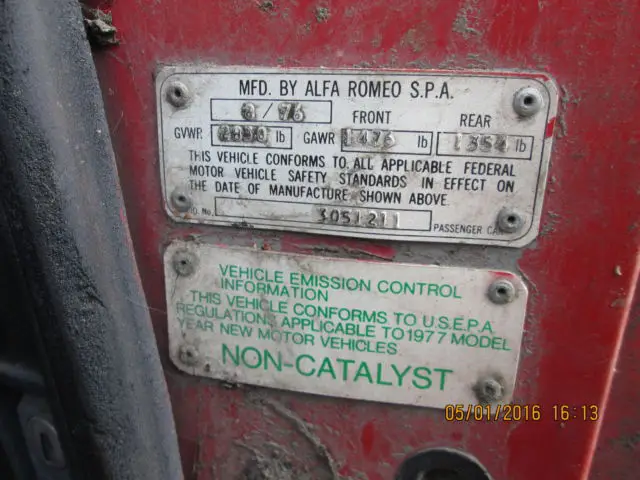 MFD. BY ALFA ROMEO S.P.A.
8/76 FRONT REAR
GVWR lb GAWR 1476 lb 1354 lb
THIS VEHICLE CONFORMS TO ALL APPLICABLE FEDERAL
MOTOR VEHICLE SAFETY STANDARDS IN EFFECT ON
THE DATE OF MANUFACTURE SHOWN ABOVE.
No. 3051211 PASSENGER CAR
VEHICLE EMISSION CONTROL
INFORMATION
THIS VEHICLE CONFORMS TO U.S.E.P.A.
REGULATIONS APPLICABLE TO 1977 MODEL
YEAR NEW MOTOR VEHICLES.
NON-CATALYST
05/01/2016 16:13